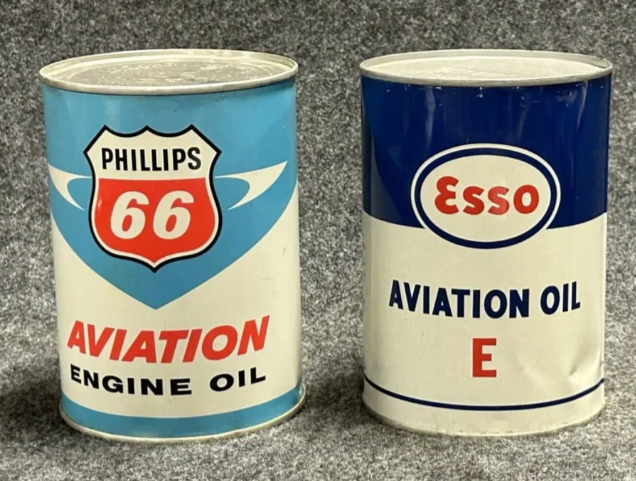 PHILLIPS
66
AVIATION
ENGINE OIL
Esso
AVIATION OIL
E